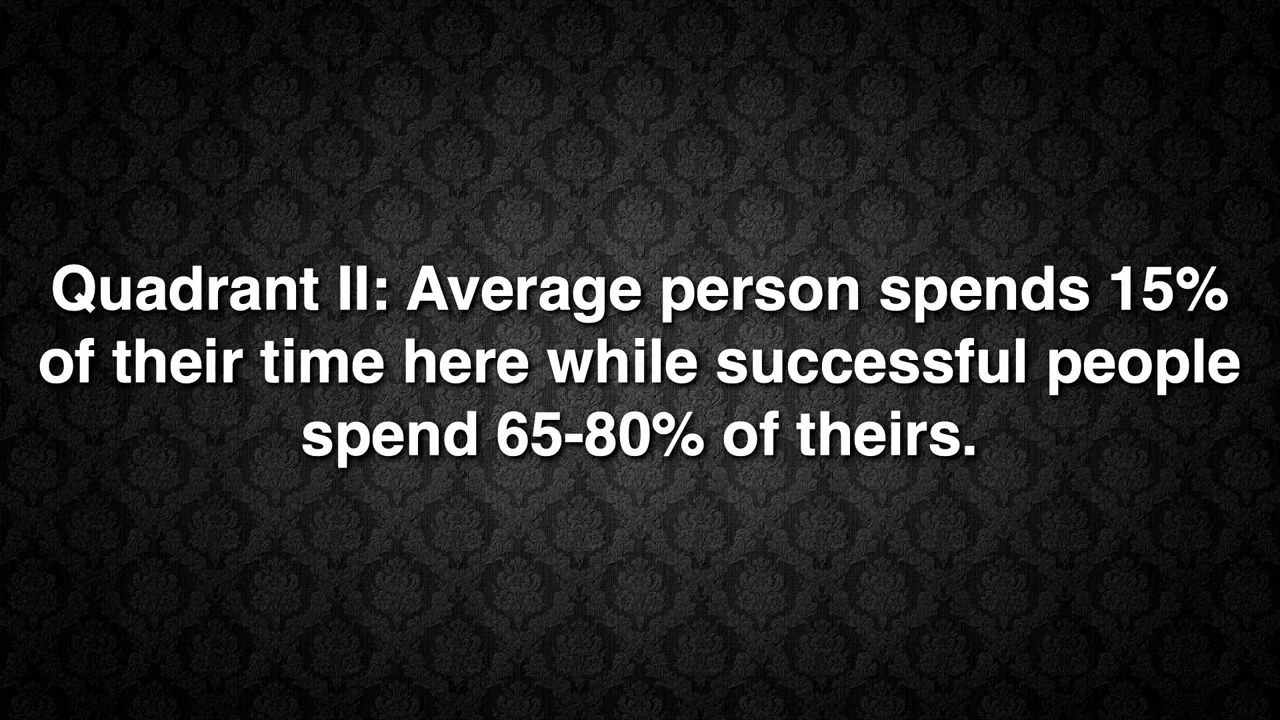 Quadrant II: Average person spends 15%
of their time here while successful people
spend 65-80% of theirs.